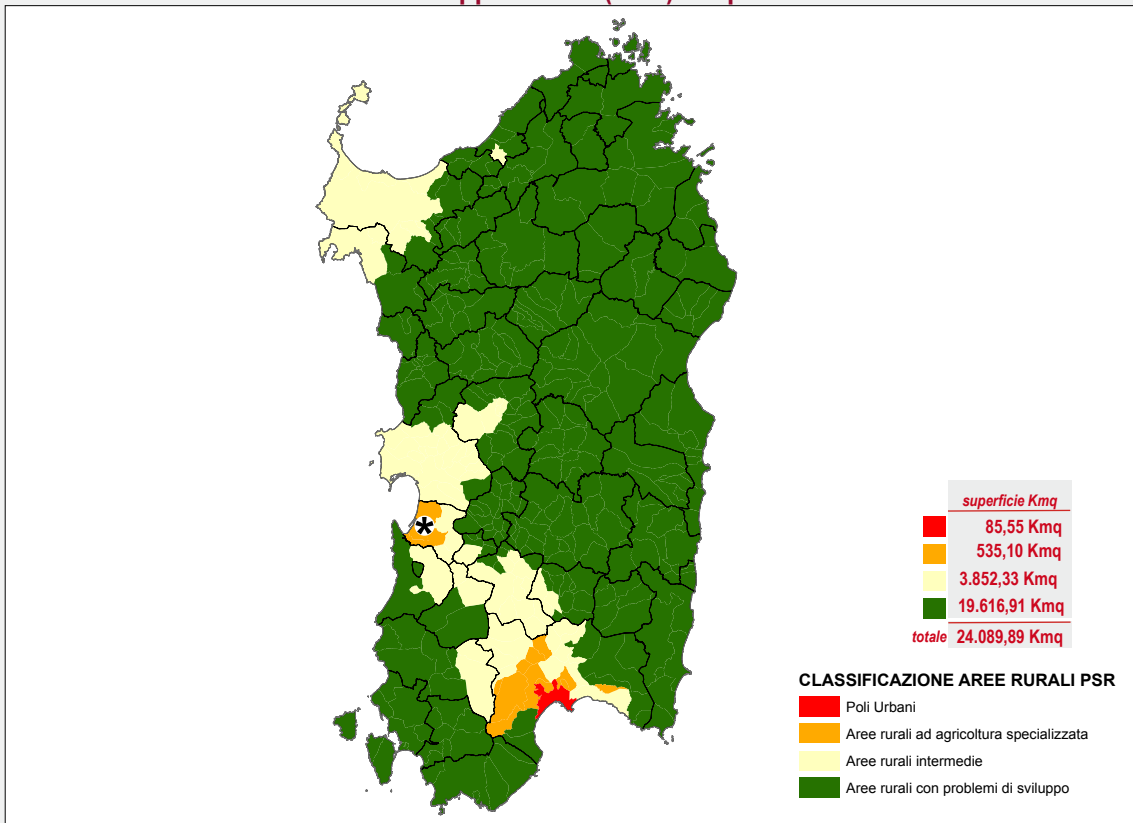 *
superficie Kmq
85,55 Kmq
535,10 Kmq
3.852,33 Kmq
19.616,91 Kmq
totale 24.089,89 Kmq
CLASSIFICAZIONE AREE RURALI PSR
Poli Urbani
Aree rurali ad agricoltura specializzata
Aree rurali intermedie
Aree rurali con problemi di sviluppo